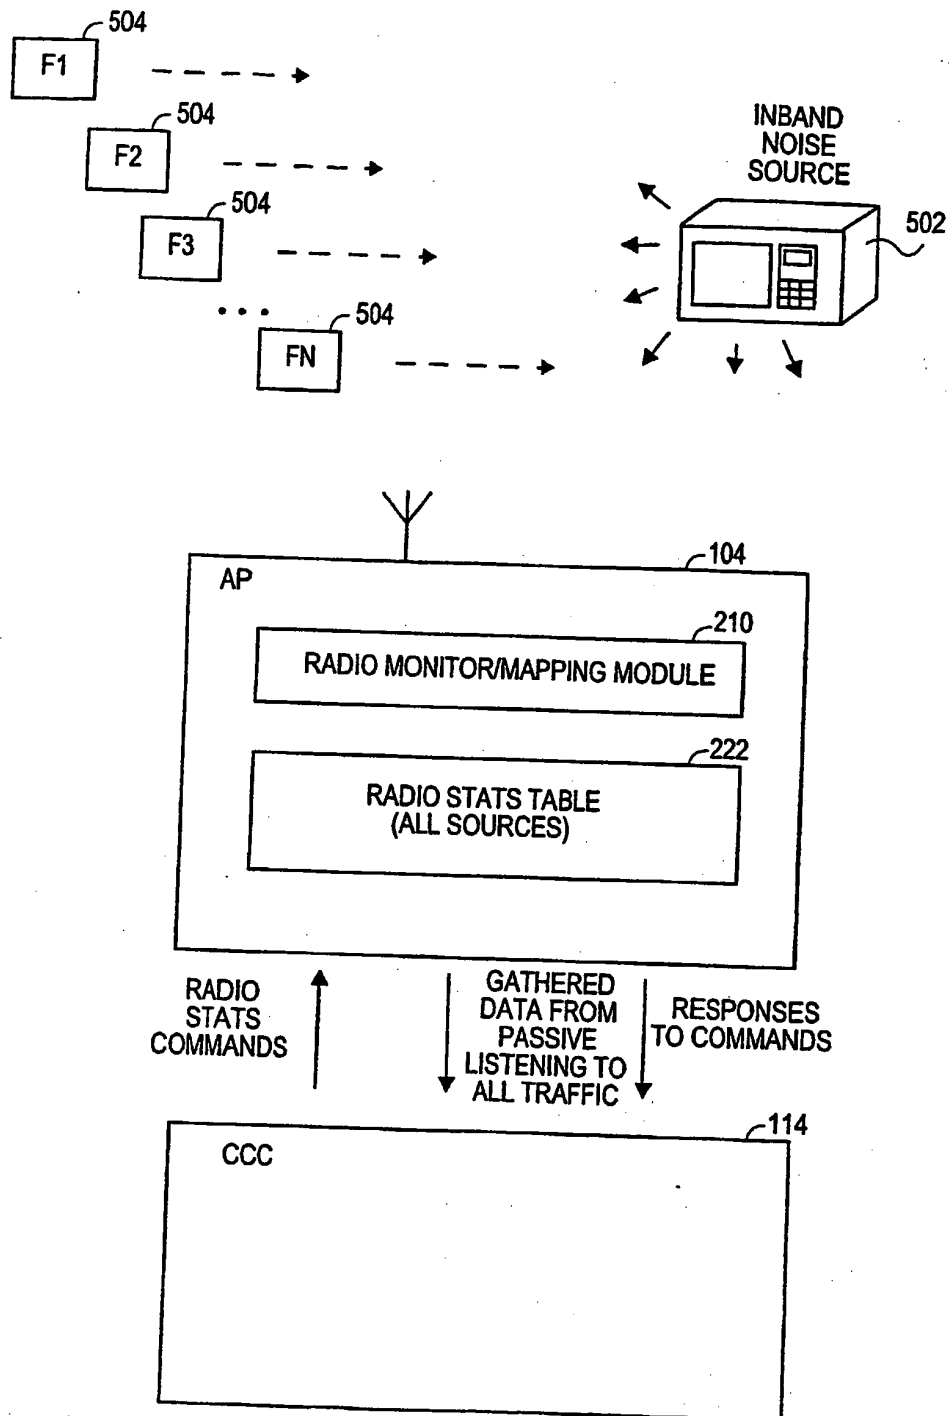 504
F1
504
F2
504
F3
...
504
FN
INBAND
NOISE
SOURCE
502
104
AP
210
RADIO MONITOR/MAPPING MODULE
222
RADIO STATS TABLE
(ALL SOURCES)
RADIO
STATS
COMMANDS
GATHERED
DATA FROM
PASSIVE
LISTENING TO
ALL TRAFFIC
RESPONSES
TO COMMANDS
114
CCC